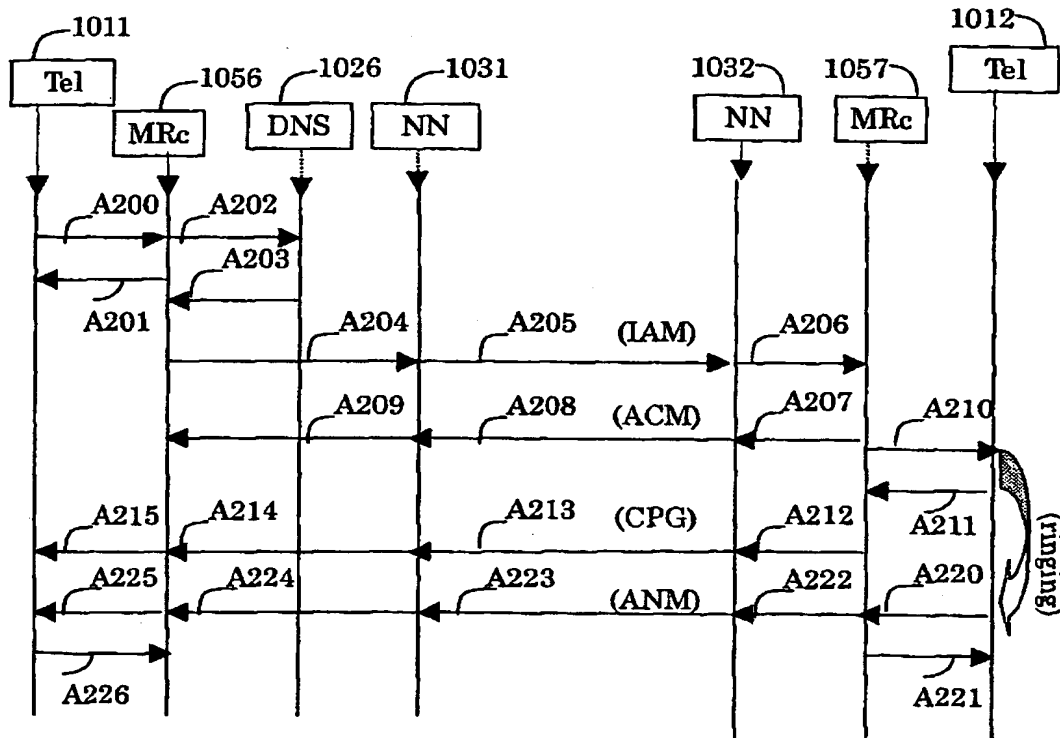 1011
1056
1026
1031
1032
1057
1012
Tel
MRc
DNS
NN
NN
MRc
Tel
A200
A202
A203
A201
A204
A205
(IAM)
A206
A209
A208
(ACM)
A207
A210
A211
A215
A214
A213
(CPG)
A212
(ringing)
A225
A224
A223
(ANM)
A222
A220
A226
A221